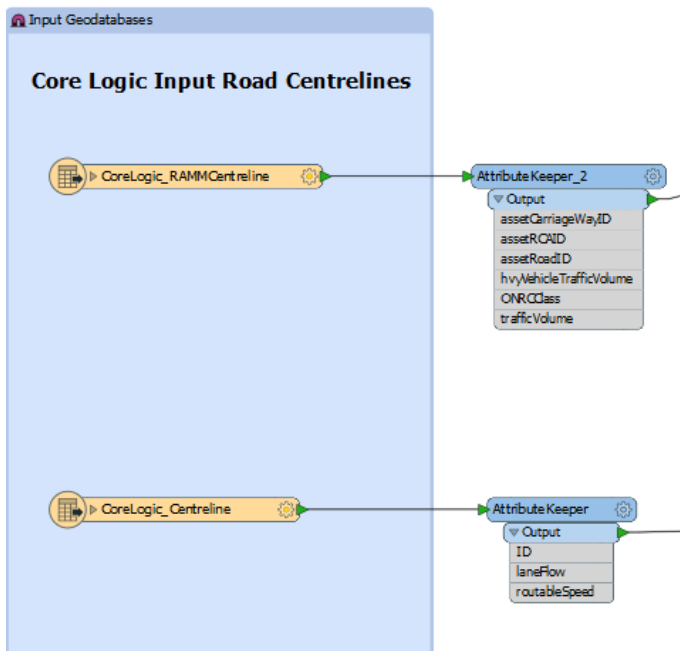 Input Geodatabases
Core Logic Input Road Centrelines
CoreLogic_RAMMCentreline
AttributeKeeper_2
Output
assetCarriageWayID
assetRCAID
assetRoadID
hvyVehicleTrafficVolume
ONRCClass
trafficVolume
CoreLogic_Centreline
AttributeKeeper
Output
ID
laneFlow
routableSpeed